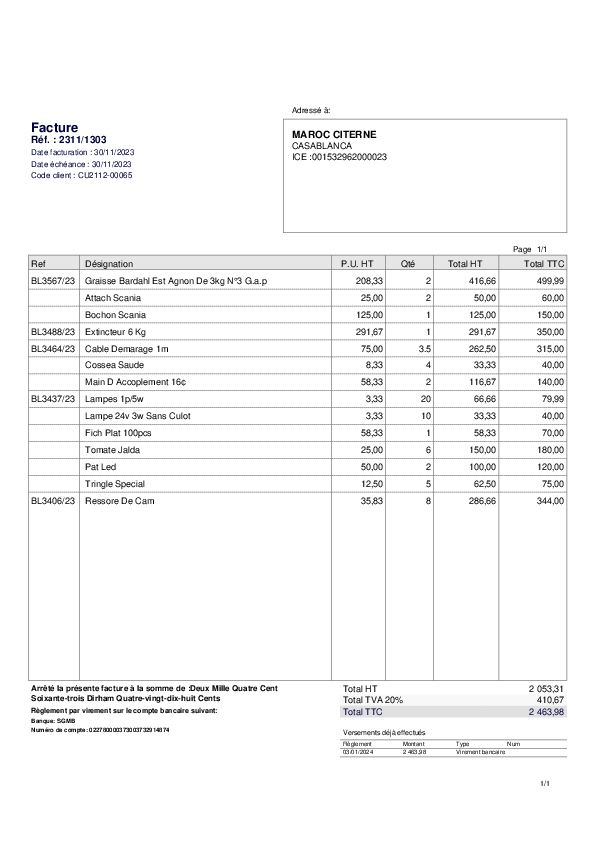 Adressé à:
Facture
Réf. : 2311/1303
Date facturation : 30/11/2023
Date échéance : 30/11/2023
Code client : CU2112-00065
MAROC CITERNE
CASABLANCA
ICE :001532962000023
Page 1/1
Ref Désignation P.U. HT Qté Total HT Total TTC
BL3567/23 Graisse Bardahl Est Agnon De 3kg N°3 G.a.p 208,33 2 416,66 499,99
Attach Scania 25,00 2 50,00 60,00
Bochon Scania 125,00 1 125,00 150,00
BL3488/23 Extincteur 6 Kg 291,67 1 291,67 350,00
BL3464/23 Cable Demarage 1m 75,00 3.5 262,50 315,00
Cossea Saude 8,33 4 33,33 40,00
Main D Accoplement 16¢ 58,33 2 116,67 140,00
BL3437/23 Lampes 1p/5w 3,33 20 66,66 79,99
Lampe 24v 3w Sans Culot 3,33 10 33,33 40,00
Fich Plat 100pcs 58,33 1 58,33 70,00
Tomate Jalda 25,00 6 150,00 180,00
Pat Led 50,00 2 100,00 120,00
Tringle Special 12,50 5 62,50 75,00
BL3406/23 Ressore De Cam 35,83 8 286,66 344,00
Arrêté la présente facture à la somme de :Deux Mille Quatre Cent
Soixante-trois Dirham Quatre-vingt-dix-huit Cents
Règlement par virement sur le compte bancaire suivant:
Banque: SGMB
Numéro de compte: 022780000373003732914874
Total HT 2 053,31
Total TVA 20% 410,67
Total TTC 2 463,98
Versements déjà effectués
Règlement Montant Type Num
03/01/2024 2 463,98 Virement bancaire
1/1